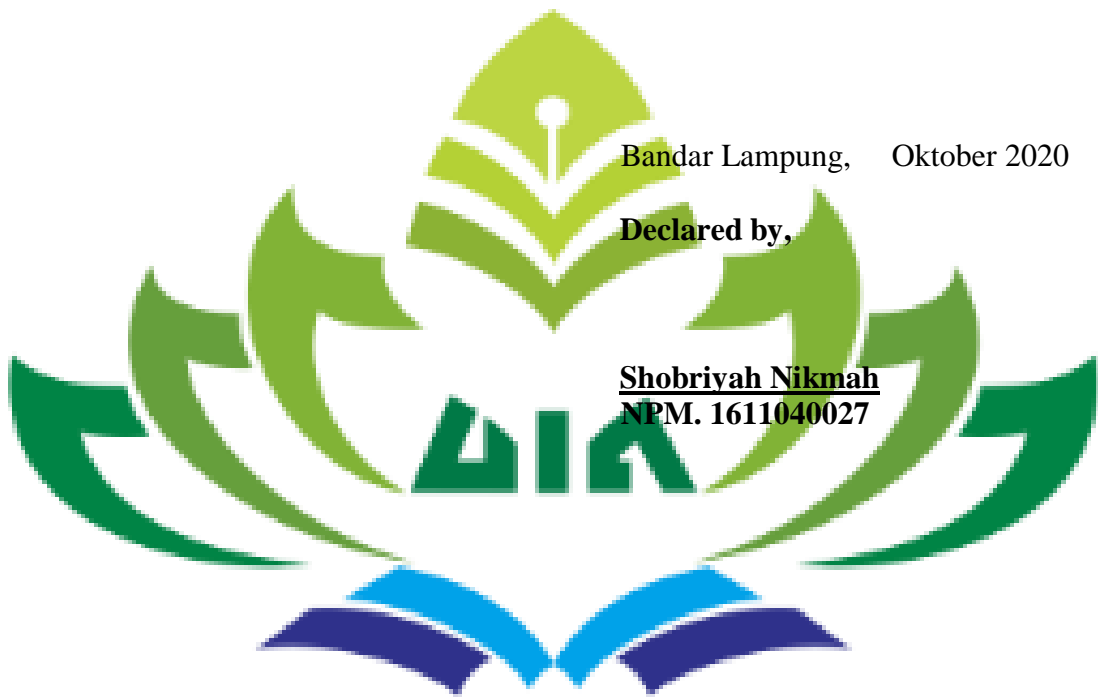 Bandar Lampung, Oktober 2020
Declared by,
Shobriyah Nikmah
NPM. 1611040027